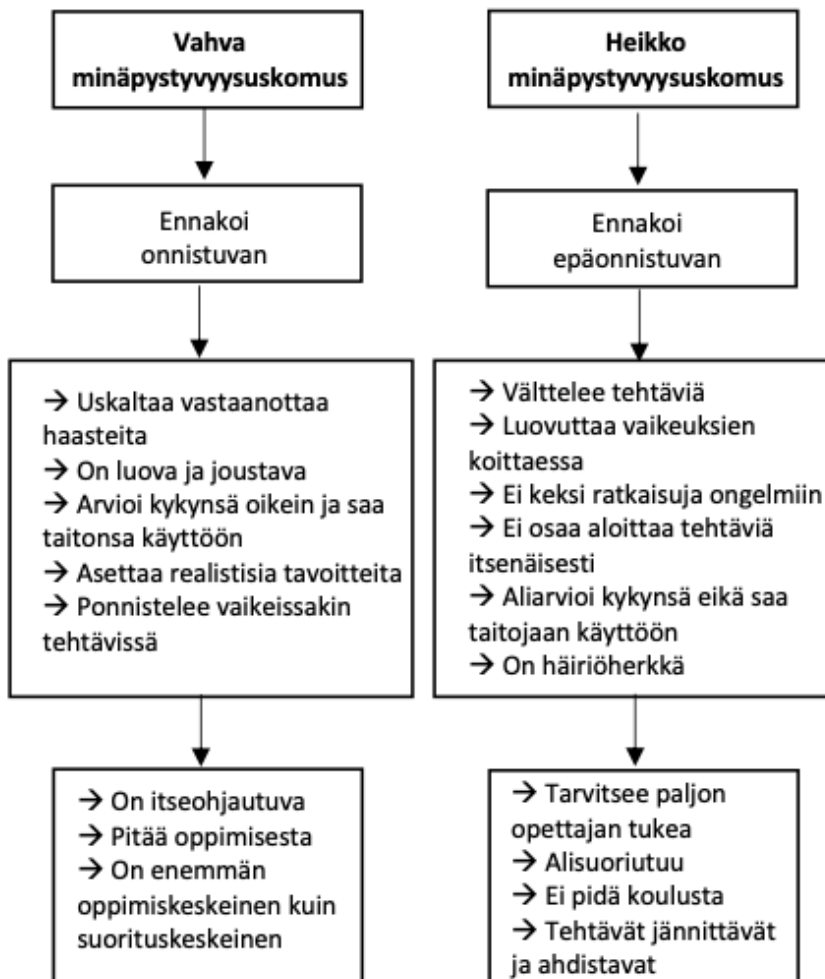 Vahva
minäpystyvyysuskomus
Ennakoi
onnistuvan
→ Uskaltaa vastaanottaa
haasteita
→ On luova ja joustava
→ Arvioi kykynsä oikein ja saa
taitonsa käyttöön
→ Asettaa realistisia tavoitteita
→ Ponnistelee vaikeissakin
tehtävissä
→ On itseohjautuva
→ Pitää oppimisesta
→ On enemmän
oppimiskeskeinen kuin
suorituskeskeinen
Heikko
minäpystyvyysuskomus
Ennakoi
epäonnistuvan
→ Välttelee tehtäviä
→ Luovuttaa vaikeuksien
koittaessa
→ Ei keksi ratkaisuja ongelmiin
→ Ei osaa aloittaa tehtäviä
itsenäisesti
→ Aliarvioi kykynsä eikä saa
taitojaan käyttöön
→ On häiriöherkkä
→ Tarvitsee paljon
opettajan tukea
→ Alisuoriutuu
→ Ei pidä koulusta
→ Tehtävät jännittävät
ja ahdistavat